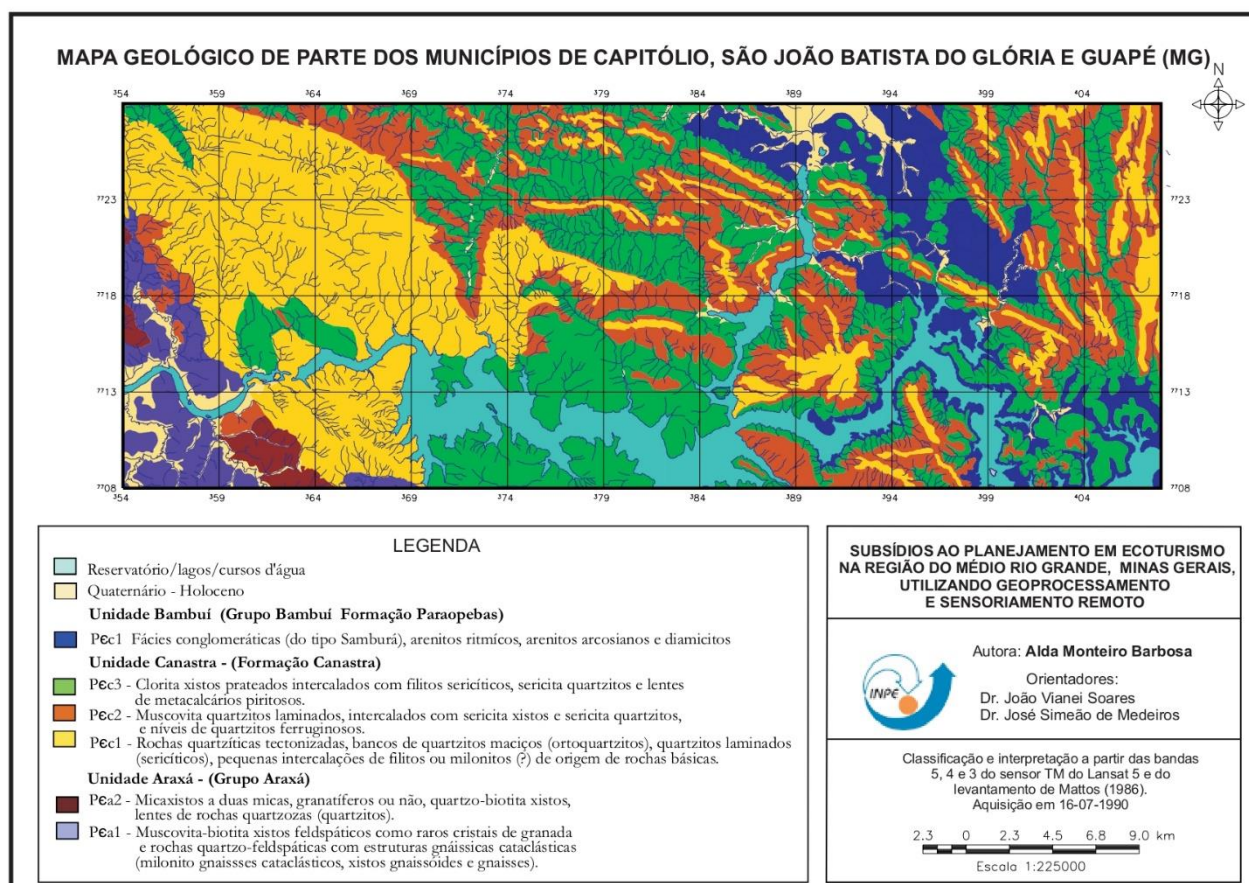 MAPA GEOLÓGICO DE PARTE DOS MUNICÍPIOS DE CAPITÓLIO, SÃO JOÃO BATISTA DO GLÓRIA E GUAPÉ (MG)
N
354 359 364 369 374 379 384 389 394 399 404
7723 7723
7718 7718
7713 7713
7708 7708
354 359 364 369 374 379 384 389 394 399 404
LEGENDA
Reservatório/lagos/cursos d'água
Quaternário - Holoceno
Unidade Bambuí (Grupo Bambuí Formação Paraopebas)
PЄc1 Fácies conglomeráticas (do tipo Samburá), arenitos ritmícos, arenitos arcosianos e diamicitos
Unidade Canastra - (Formação Canastra)
PЄc3 - Clorita xistos prateados intercalados com filitos sericíticos, sericita quartzitos e lentes
de metacalcários piritosos.
PЄc2 - Muscovita quartzitos laminados, intercalados com sericita xistos e sericita quartzitos,
e níveis de quartzitos ferruginosos.
PЄc1 - Rochas quartzíticas tectonizadas, bancos de quartzitos maciços (ortoquartzitos), quartzitos laminados
(sericíticos), pequenas intercalações de filitos ou milonitos (?) de origem de rochas básicas.
Unidade Araxá - (Grupo Araxá)
PЄa2 - Micaxistos a duas micas, granatíferos ou não, quartzo-biotita xistos,
lentes de rochas quartzozas (quartzitos).
PЄa1 - Muscovita-biotita xistos feldspáticos como raros cristais de granada
e rochas quartzo-feldspáticas com estruturas gnáissicas cataclásticas
(milonito gnaissses cataclásticos, xistos gnaissóides e gnaisses).
SUBSÍDIOS AO PLANEJAMENTO EM ECOTURISMO
NA REGIÃO DO MÉDIO RIO GRANDE, MINAS GERAIS,
UTILIZANDO GEOPROCESSAMENTO
E SENSORIAMENTO REMOTO
INPE
Autora: Alda Monteiro Barbosa
Orientadores:
Dr. João Vianei Soares
Dr. José Simeão de Medeiros
Classificação e interpretação a partir das bandas
5, 4 e 3 do sensor TM do Lansat 5 e do
levantamento de Mattos (1986).
Aquisição em 16-07-1990
2.3 0 2.3 4.5 6.8 9.0 km
Escala 1:225000